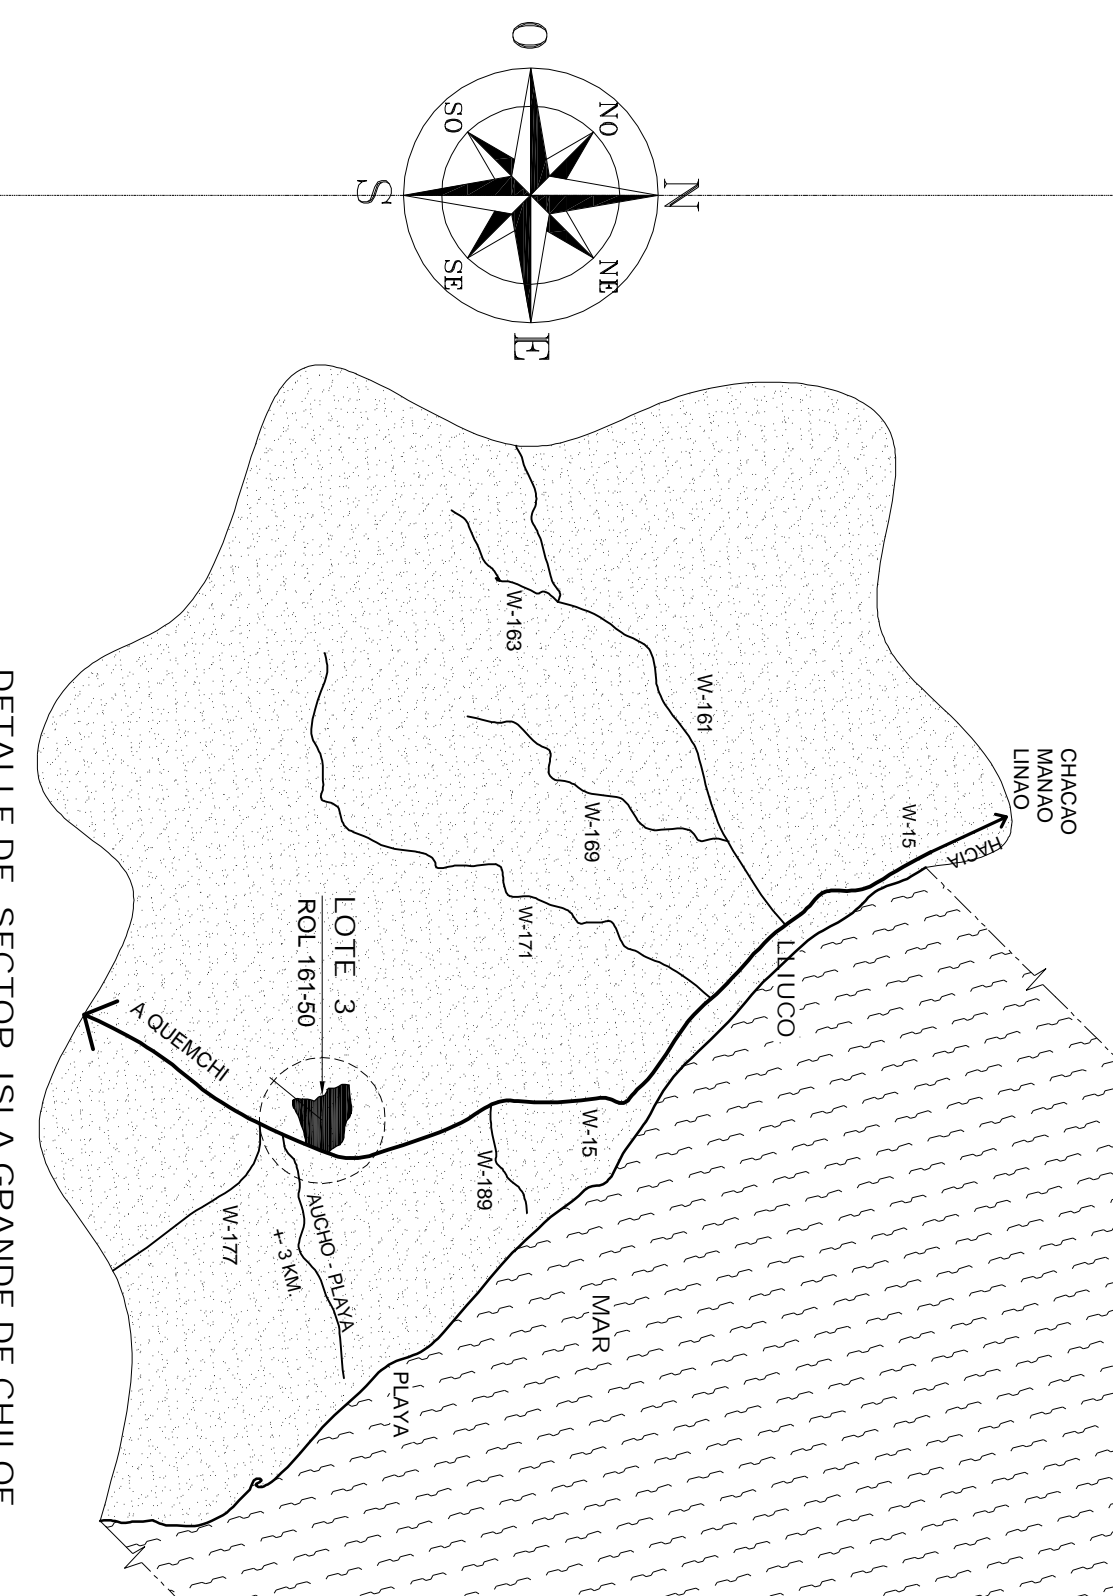 N
NO
NE
O
E
SO
SE
S
CHACAO
MANAO
LINAO
HACIA
W-15
W-161
W-163
LLIUCO
W-169
W-171
W-15
MAR
W-189
PLAYA
LOTE 3
ROL 161-50
AUCHO - PLAYA
+- 3 KM.
W-177
A QUEMCHI
DETALLE DE SECTOR ISLA GRANDE DE CHILOE